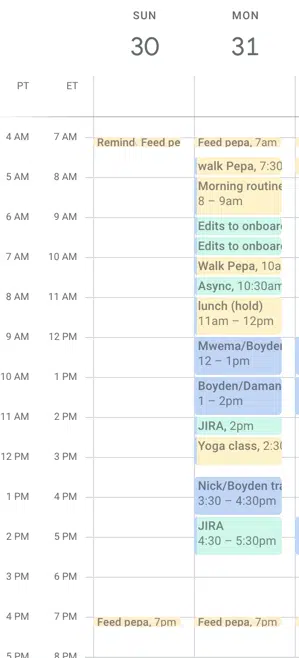 SUN
MON
30
31
PT
ET
4 AM
7 AM
Remind
Feed pe
Feed pepa, 7am
walk Pepa, 7:30
5 AM
8 AM
Morning routine
8 – 9am
6 AM
9 AM
Edits to onboar
Edits to onboar
7 AM
10 AM
Walk Pepa, 10a
Async, 10:30am
8 AM
11 AM
lunch (hold)
11am – 12pm
9 AM
12 PM
Mwema/Boyden
12 – 1pm
10 AM
1 PM
Boyden/Daman
1 – 2pm
11 AM
2 PM
JIRA, 2pm
Yoga class, 2:30
12 PM
3 PM
Nick/Boyden tra
3:30 – 4:30pm
1 PM
4 PM
JIRA
4:30 – 5:30pm
2 PM
5 PM
3 PM
6 PM
4 PM
7 PM
Feed pepa, 7pm
Feed pepa, 7pm
5 PM
8 PM